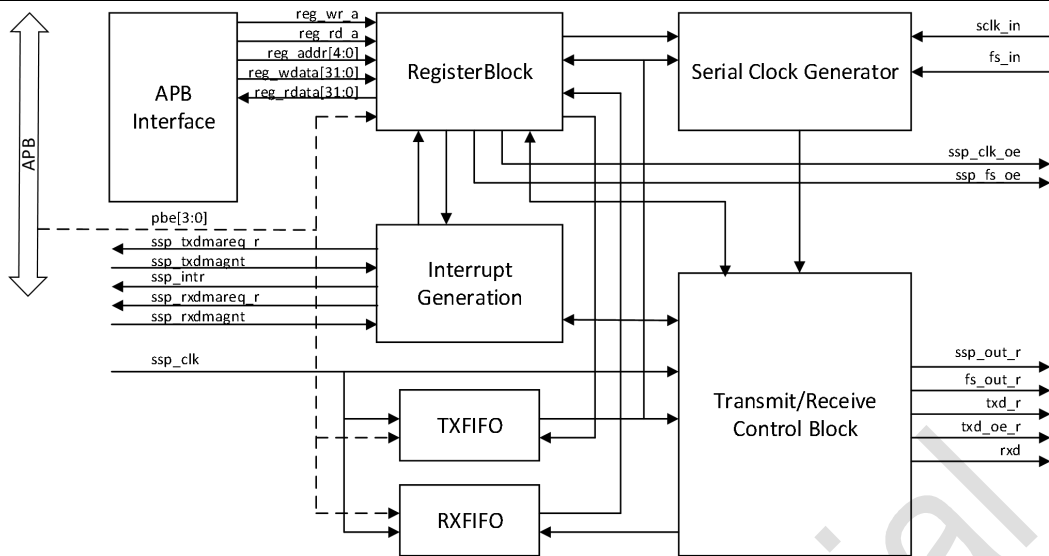 reg_wr_a
reg_rd_a
reg_addr[4:0]
reg_wdata[31:0]
reg_rdata[31:0]
APB
Interface
APB
RegisterBlock
Serial Clock Generator
sclk_in
fs_in
ssp_clk_oe
ssp_fs_oe
pbe[3:0]
ssp_txdmareq_r
ssp_txdmagnt
ssp_intr
ssp_rxdmareq_r
ssp_rxdmagnt
Interrupt
Generation
ssp_clk
TXFIFO
RXFIFO
Transmit/Receive
Control Block
ssp_out_r
fs_out_r
txd_r
txd_oe_r
rxd
ial